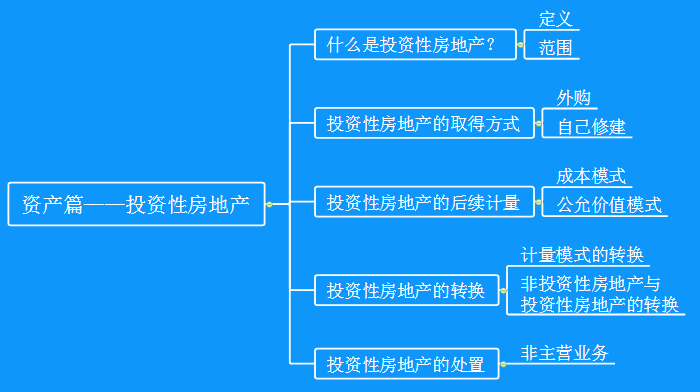 资产篇——投资性房地产
什么是投资性房地产？
定义
范围
投资性房地产的取得方式
外购
自己修建
投资性房地产的后续计量
成本模式
公允价值模式
投资性房地产的转换
计量模式的转换
非投资性房地产与
投资性房地产的转换
投资性房地产的处置
非主营业务